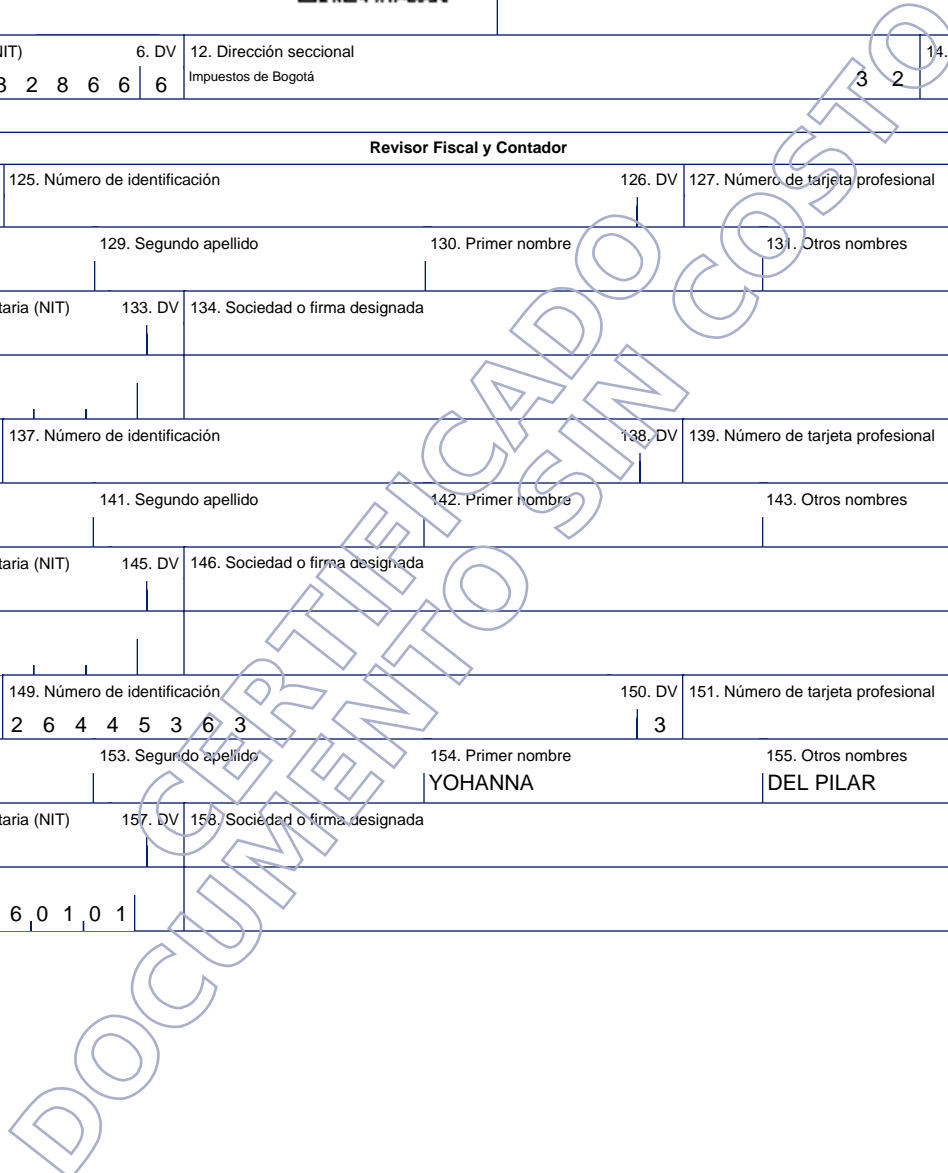 NIT) 6. DV 12. Dirección seccional 14.
3 2 8 6 6 6 Impuestos de Bogotá 3 2
Revisor Fiscal y Contador
125. Número de identificación 126. DV 127. Número de tarjeta profesional
129. Segundo apellido 130. Primer nombre 131. Otros nombres
taria (NIT) 133. DV 134. Sociedad o firma designada
137. Número de identificación 138. DV 139. Número de tarjeta profesional
141. Segundo apellido 142. Primer nombre 143. Otros nombres
taria (NIT) 145. DV 146. Sociedad o firma designada
149. Número de identificación 150. DV 151. Número de tarjeta profesional
2 6 4 4 5 3 6 3 3
153. Segundo apellido 154. Primer nombre 155. Otros nombres
YOHANNA DEL PILAR
taria (NIT) 157. DV 158. Sociedad o firma designada
6 0 1 0 1
CERTIFICADO
DOCUMENTO SIN COSTO